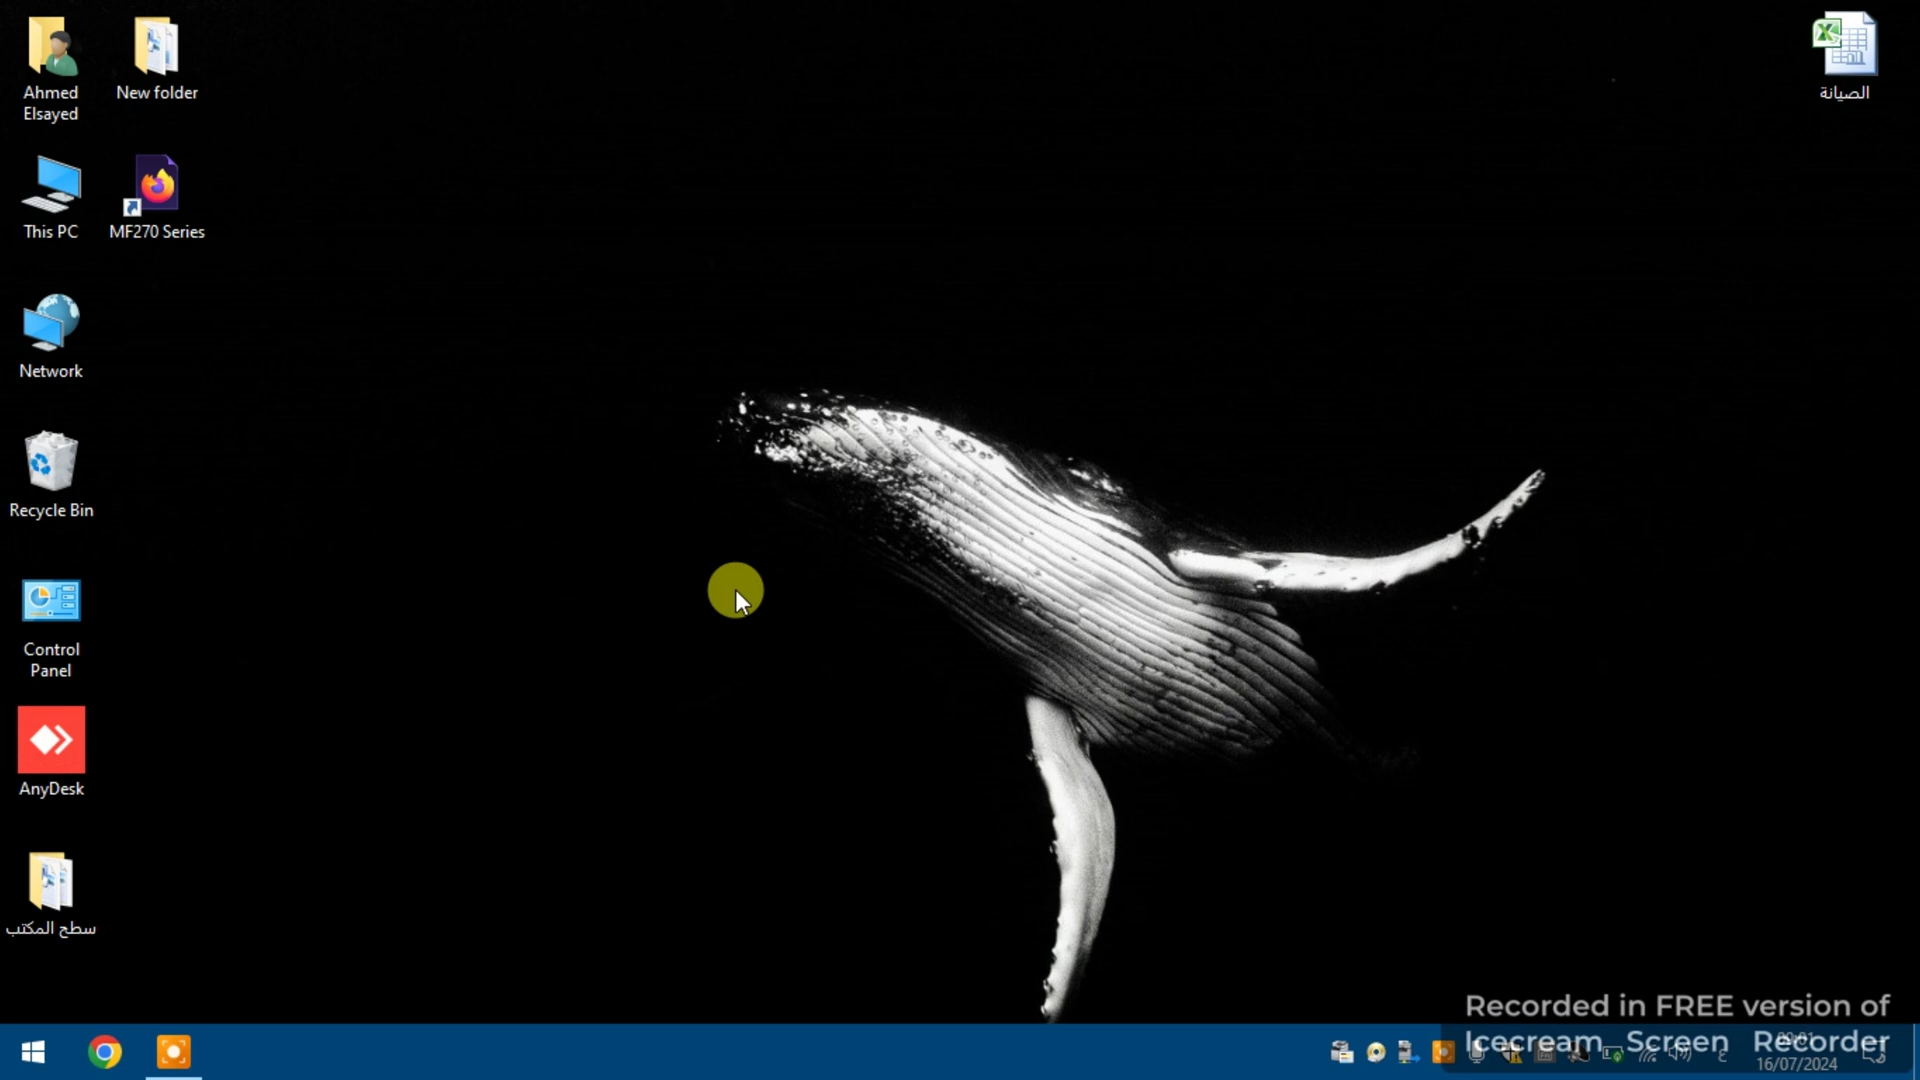 Ahmed
Elsayed
New folder
This PC
MF270 Series
Network
Recycle Bin
Control
Panel
AnyDesk
سطح المكتب
الصيانة
Recorded in FREE version of
Icecream Screen Recorder
ع
16/07/2024